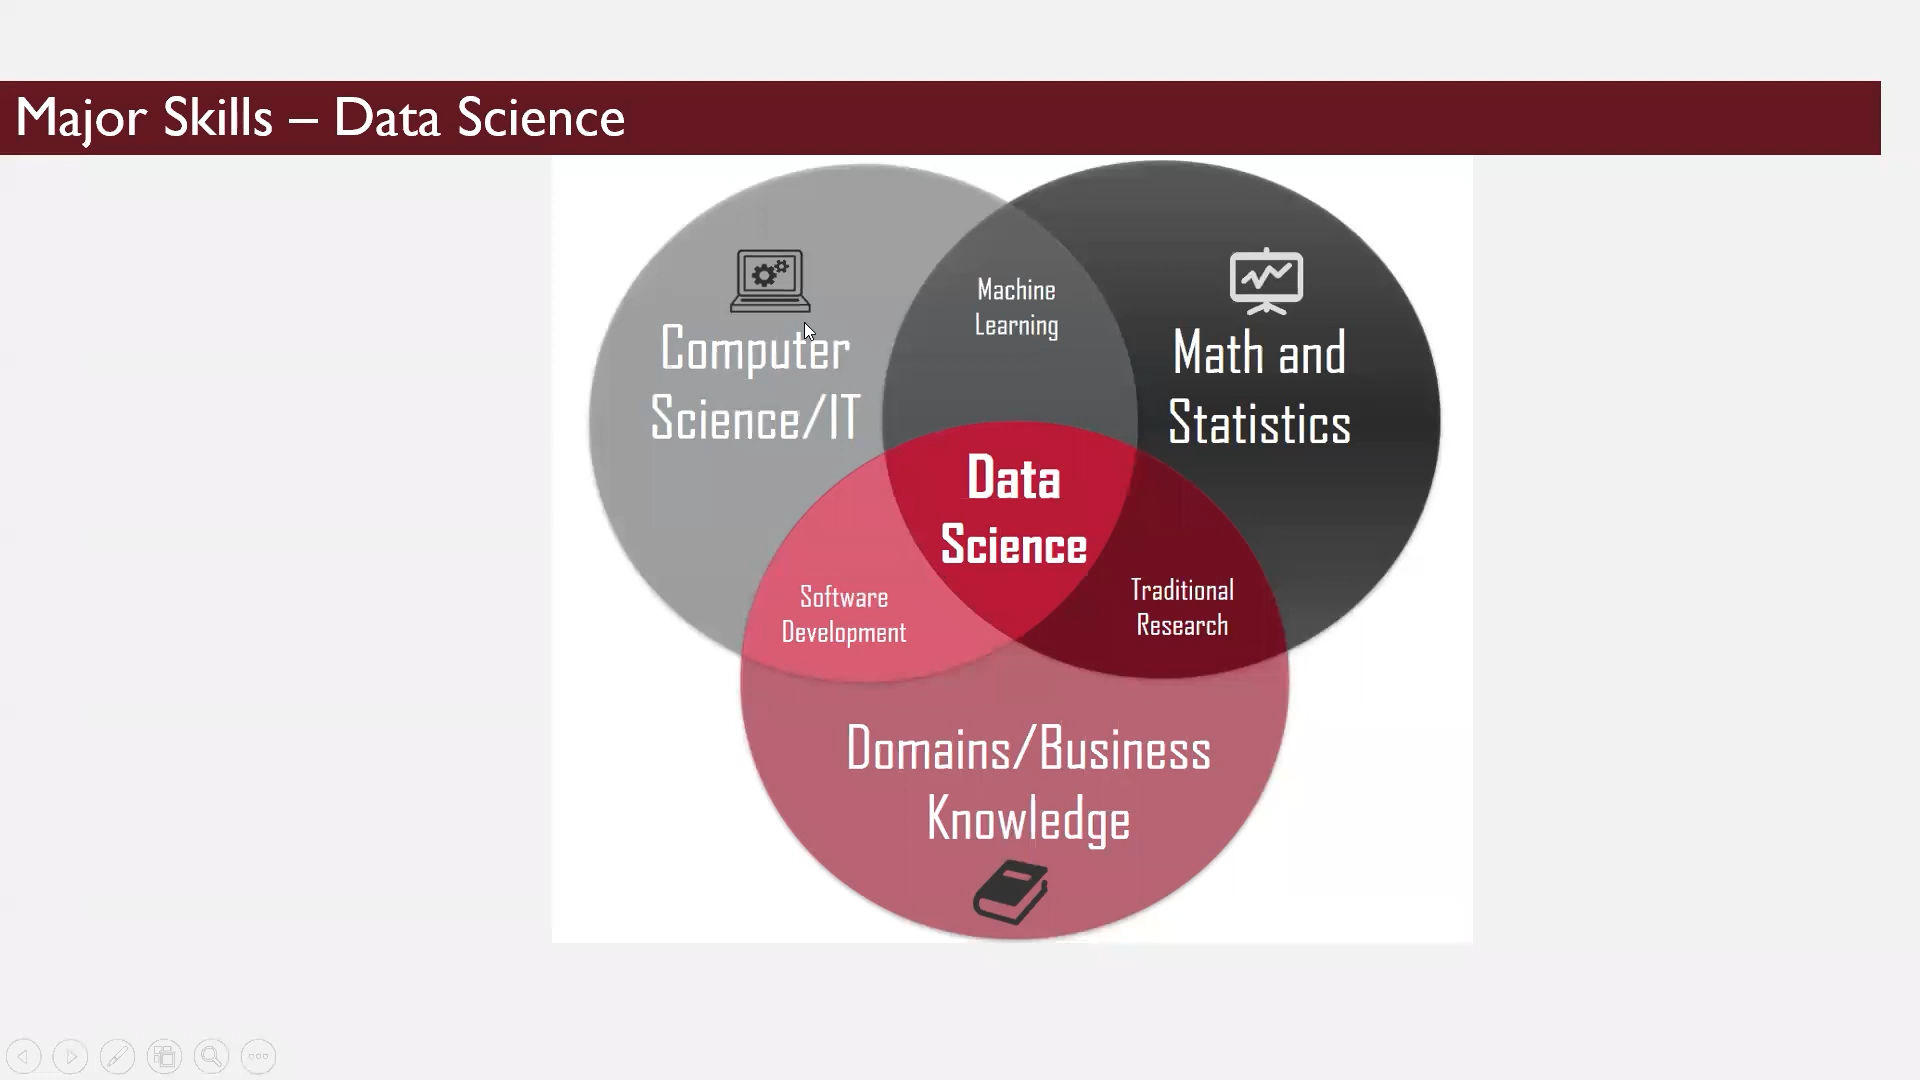 Major Skills – Data Science
Machine
Learning
Computer
Science/IT
Math and
Statistics
Data
Science
Software
Development
Traditional
Research
Domains/Business
Knowledge